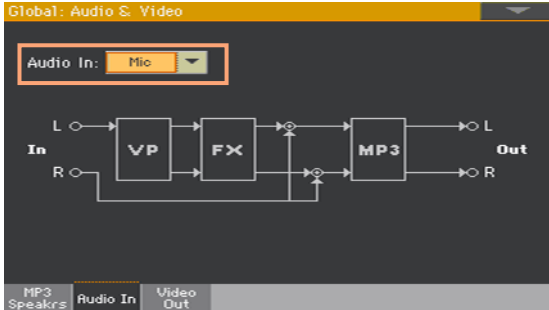 Global: Audio & Video
Audio In: Mic
L
In
R
VP
FX
MP3
L
Out
R
MP3 Speakrs
Audio In
Video Out